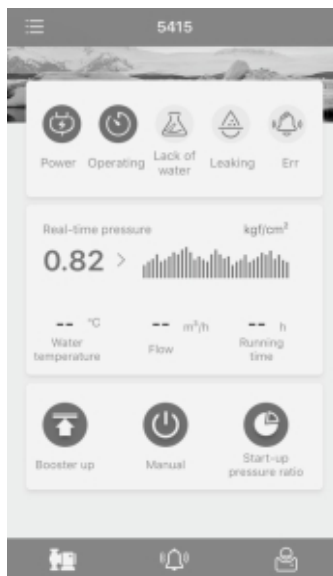 5415
Power Operating Lack of water Leaking Err
Real-time pressure kgf/cm²
0.82 >
-- °C -- m³/h -- h
Water temperature Flow Running time
Booster up Manual Start-up pressure ratio